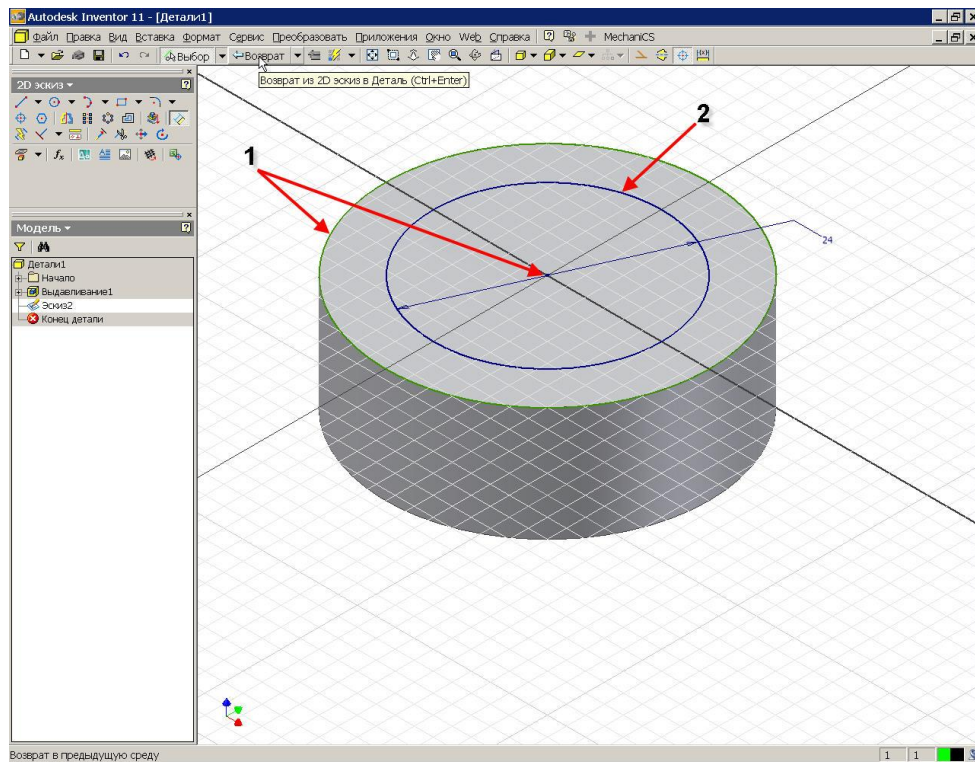 Autodesk Inventor 11 - [Детали1]
Файл Правка Вид Вставка Формат Сервис Преобразовать Приложения Окно Web Справка MechaniCS
Выбор Возврат
Возврат из 2D эскиз в Деталь (Ctrl+Enter)
2D эскиз
fx
Модель
Детали1
Начало
Выдавливание1
Эскиз2
Конец детали
1
2
24
Возврат в предыдущую среду
1 1